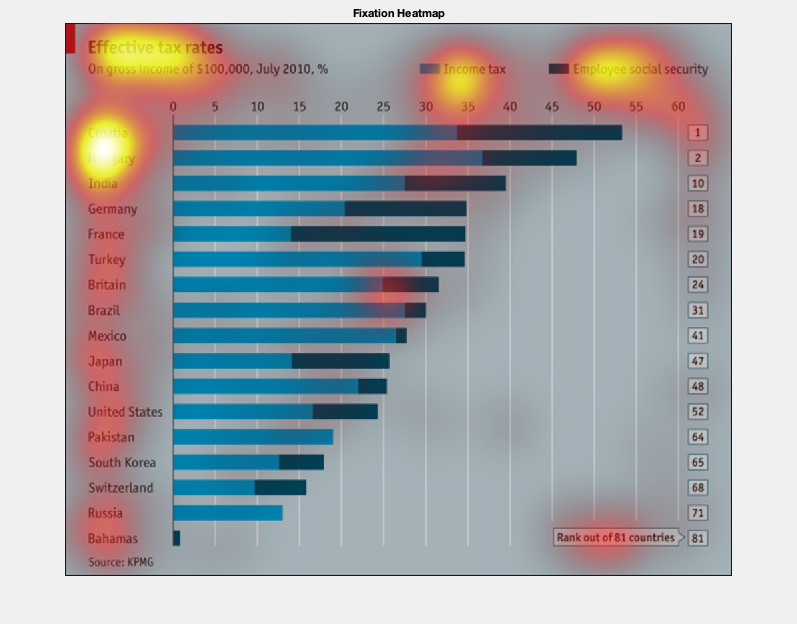 Fixation Heatmap
Effective tax rates
On gross income of $100,000, July 2010, %
Income tax
Employee social security
0 5 10 15 20 25 30 35 40 45 50 55 60
Croatia 1
Hungary 2
India 10
Germany 18
France 19
Turkey 20
Britain 24
Brazil 31
Mexico 41
Japan 47
China 48
United States 52
Pakistan 64
South Korea 65
Switzerland 68
Russia 71
Bahamas Rank out of 81 countries 81
Source: KPMG